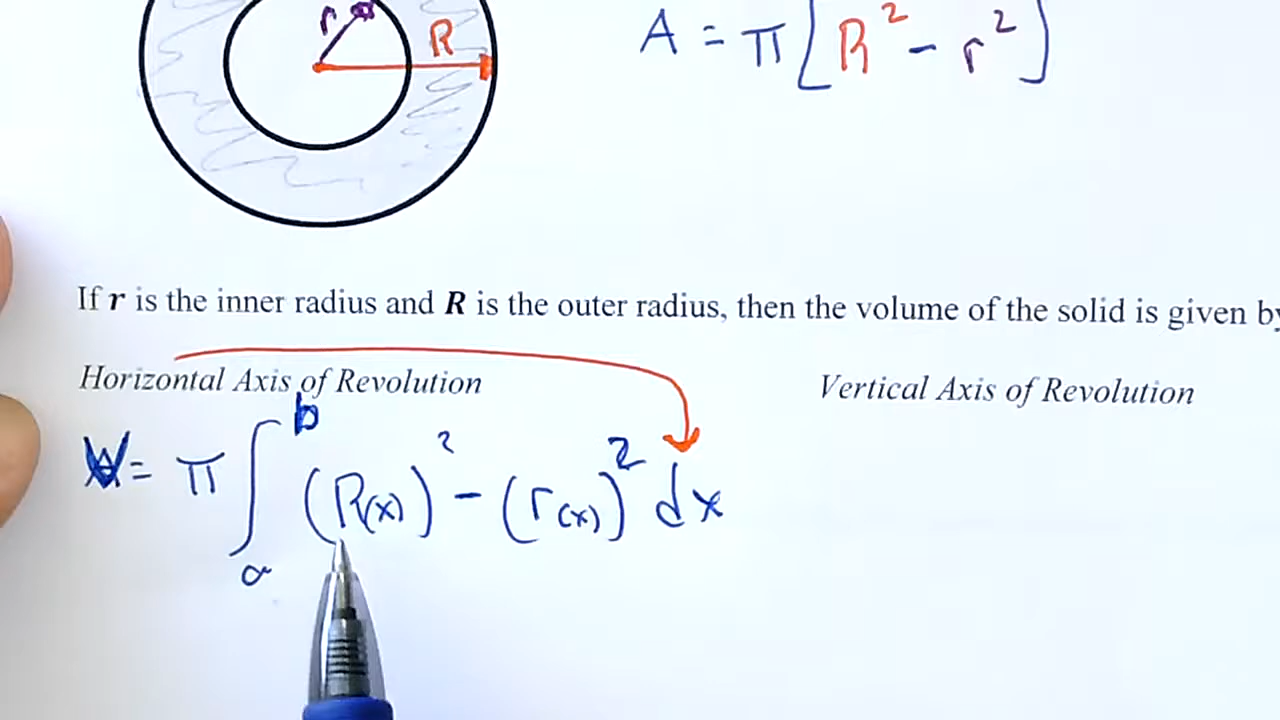 r
R
A = π[R² - r²]
If r is the inner radius and R is the outer radius, then the volume of the solid is given by
Horizontal Axis of Revolution
Vertical Axis of Revolution
V = π ∫ₐᵇ (R(x))² - (r(x))² dx